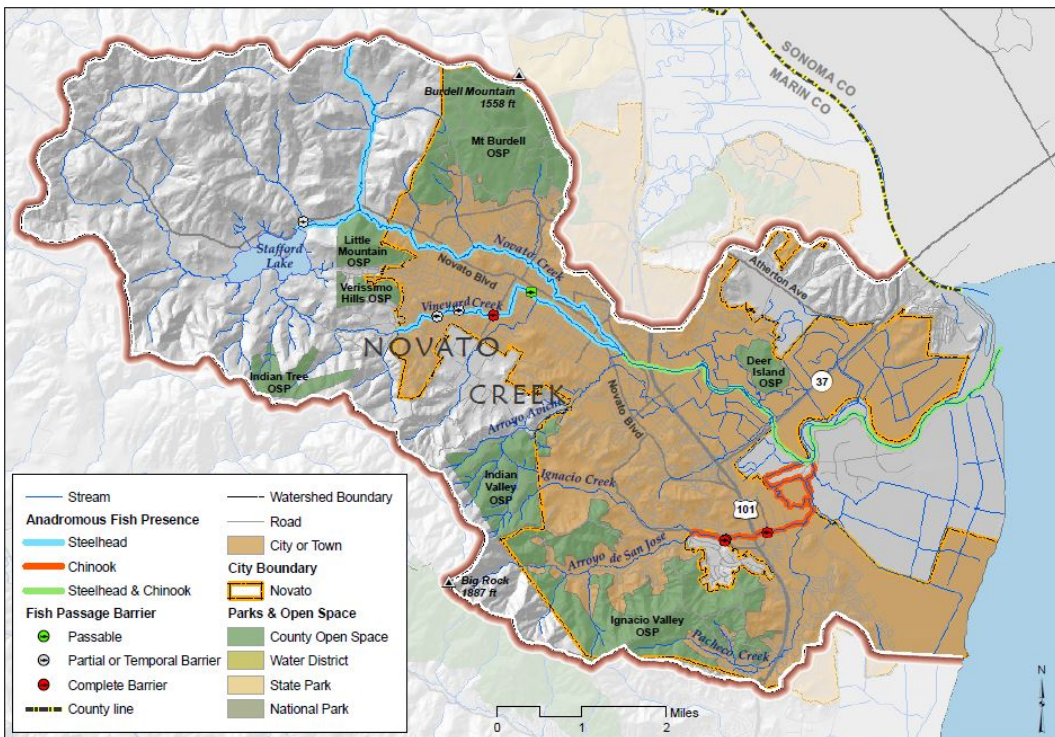 SONOMA CO
MARIN CO
Burdell Mountain
1558 ft
Mt Burdell
OSP
Stafford
Lake
Little
Mountain
OSP
Novato Creek
Novato Blvd
Verissimo
Hills OSP
Vineyard Creek
Atherton Ave
NOVATO
CREEK
Indian Tree
OSP
Deer
Island
OSP
37
Novato Blvd
Arroyo Avichi
Indian
Valley
OSP
Ignacio Creek
101
Arroyo de San Jose
Big Rock
1887 ft
Ignacio Valley
OSP
Pacheco Creek
Stream
Anadromous Fish Presence
Steelhead
Chinook
Steelhead & Chinook
Fish Passage Barrier
Passable
Partial or Temporal Barrier
Complete Barrier
County line
Watershed Boundary
Road
City or Town
City Boundary
Novato
Parks & Open Space
County Open Space
Water District
State Park
National Park
0 1 2 Miles
N